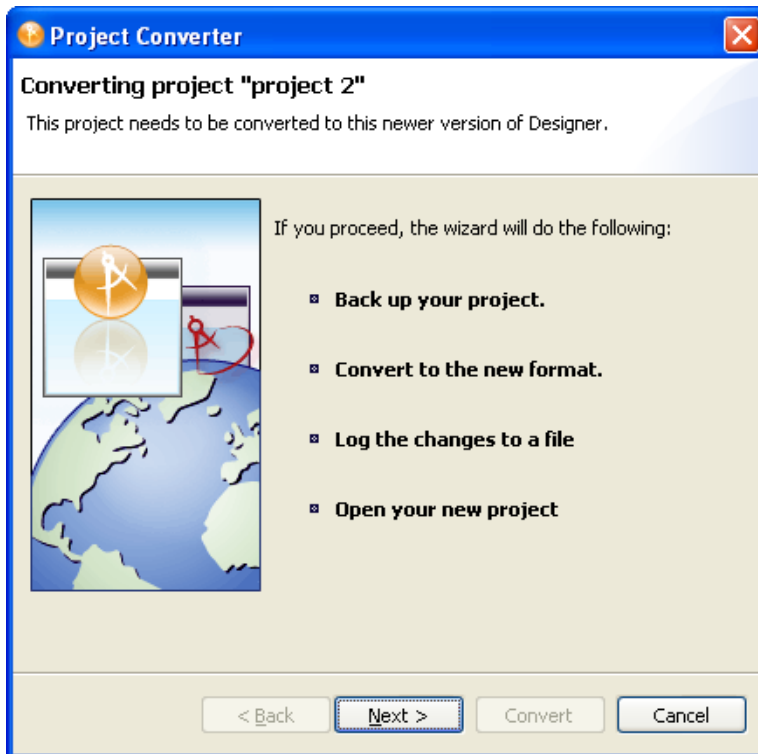 Project Converter
Converting project "project 2"
This project needs to be converted to this newer version of Designer.
If you proceed, the wizard will do the following:
Back up your project.
Convert to the new format.
Log the changes to a file
Open your new project
< Back
Next >
Convert
Cancel